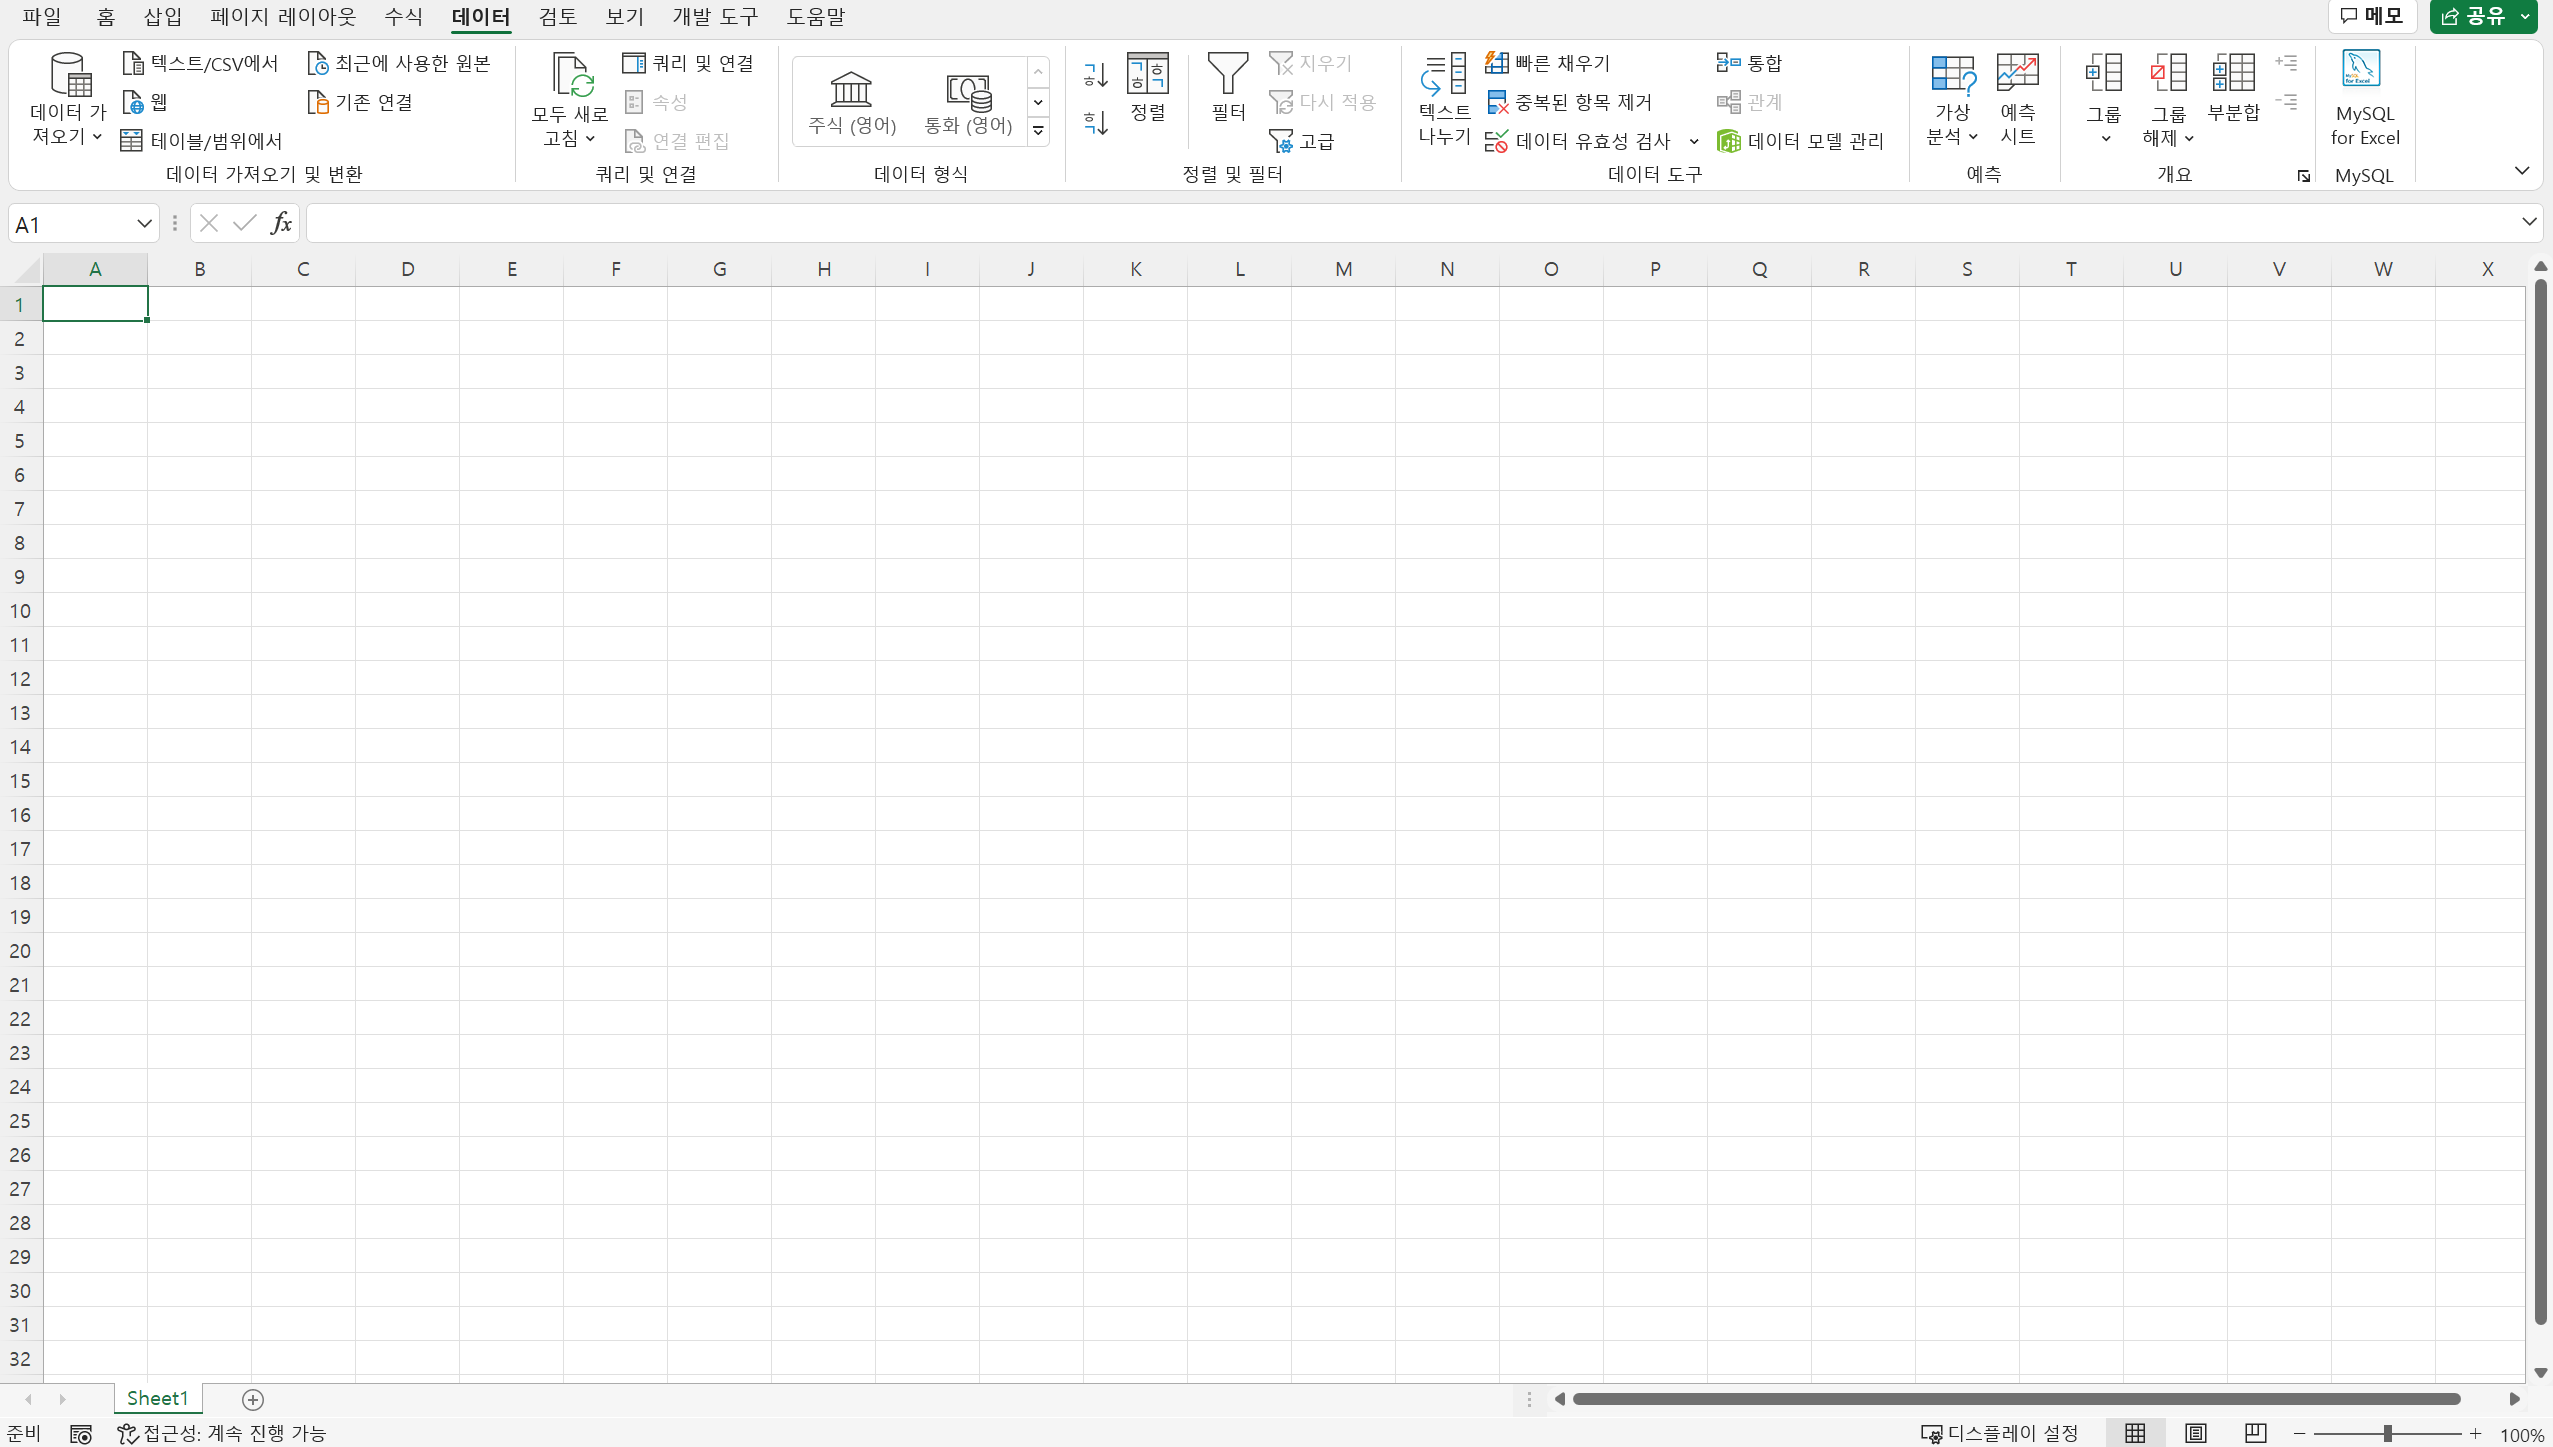 파일 홈 삽입 페이지 레이아웃 수식 데이터 검토 보기 개발 도구 도움말 메모 공유
데이터 가져오기
텍스트/CSV에서
웹
테이블/범위에서
최근에 사용한 원본
기존 연결
데이터 가져오기 및 변환
모두 새로 고침
쿼리 및 연결
속성
연결 편집
쿼리 및 연결
주식 (영어)
통화 (영어)
데이터 형식
정렬
필터
지우기
다시 적용
고급
정렬 및 필터
텍스트
나누기
빠른 채우기
중복된 항목 제거
데이터 유효성 검사
통합
관계
데이터 모델 관리
데이터 도구
가상
분석
예측
시트
예측
그룹
그룹
해제
부분합
개요
MySQL
for Excel
MySQL
A1
fx
A B C D E F G H I J K L M N O P Q R S T U V W X
1
2
3
4
5
6
7
8
9
10
11
12
13
14
15
16
17
18
19
20
21
22
23
24
25
26
27
28
29
30
31
32
Sheet1
준비 접근성: 계속 진행 가능 디스플레이 설정 100%